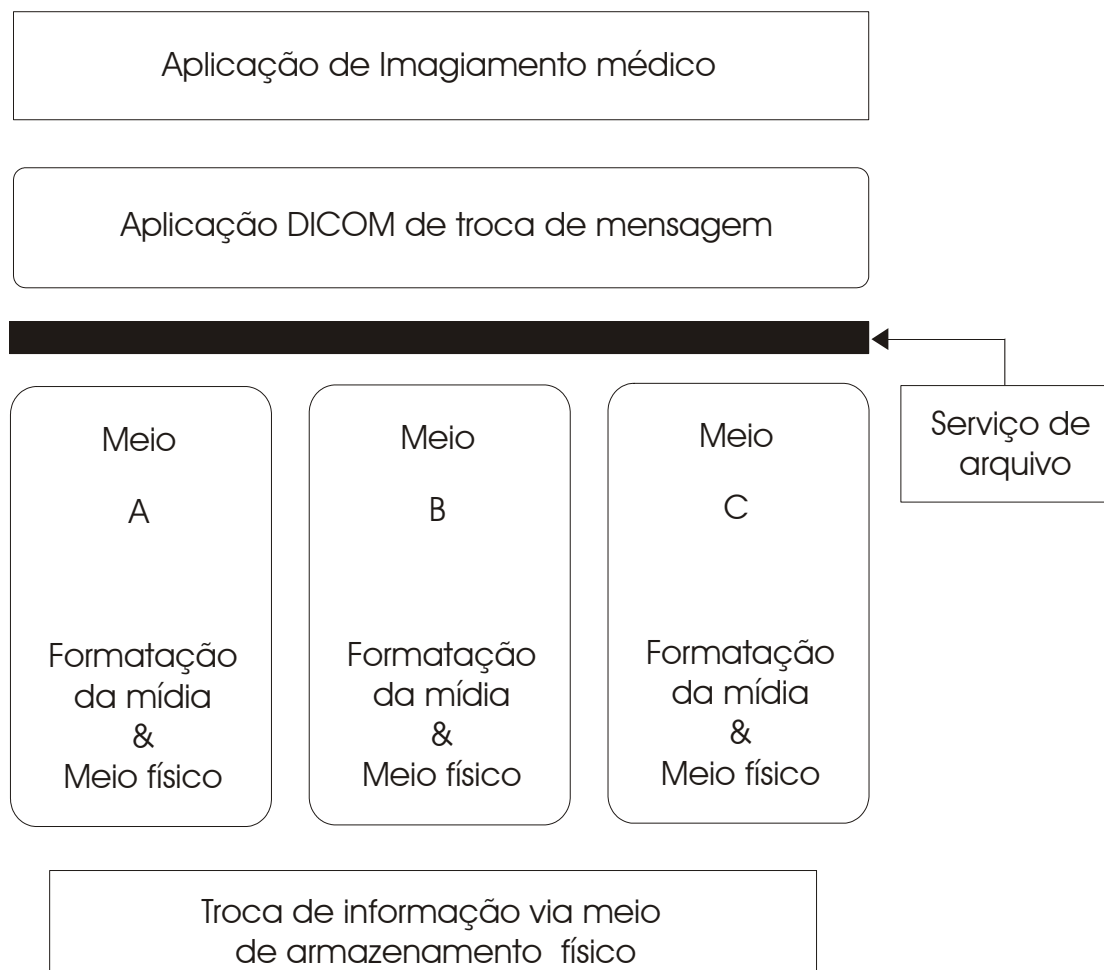 Aplicação de Imagiamento médico
Aplicação DICOM de troca de mensagem
Serviço de
arquivo
Meio
A
Formatação
da mídia
&
Meio físico
Meio
B
Formatação
da mídia
&
Meio físico
Meio
C
Formatação
da mídia
&
Meio físico
Troca de informação via meio
de armazenamento físico